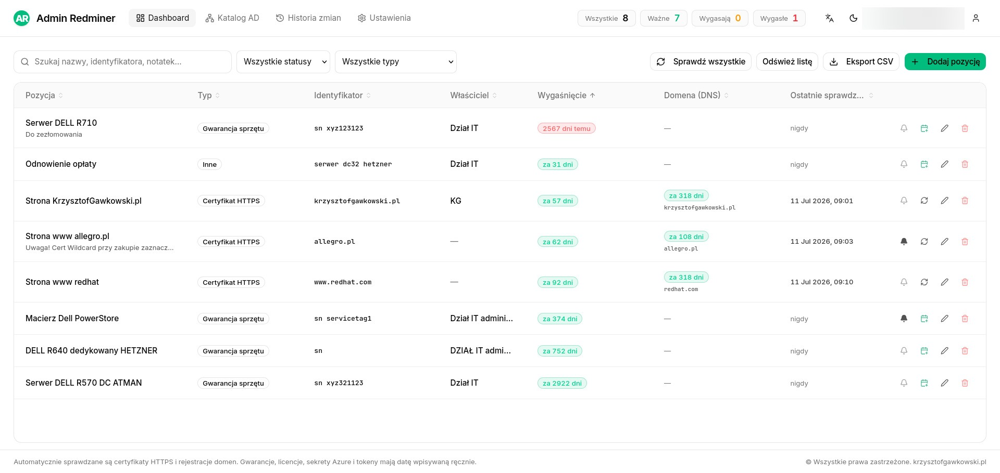 AR Admin Redminer Dashboard Katalog AD Historia zmian Ustawienia Wszystkie 8 Ważne 7 Wygasają 0 Wygasłe 1
Szukaj nazwy, identyfikatora, notatek... Wszystkie statusy Wszystkie typy Sprawdź wszystkie Odśwież listę Eksport CSV Dodaj pozycję
Pozycja Typ Identyfikator Właściciel Wygaśnięcie Domena (DNS) Ostatnie sprawdz...
Serwer DELL R710
Do zezłomowania
Gwarancja sprzętu sn xyz123123 Dział IT 2567 dni temu — nigdy
Odnowienie opłaty Inne serwer dc32 hetzner Dział IT za 31 dni — nigdy
Strona KrzysztofGawkowski.pl Certyfikat HTTPS krzysztofgawkowski.pl KG za 57 dni za 318 dni
krzysztofgawkowski.pl
11 Jul 2026, 09:01
Strona www allegro.pl
Uwaga! Cert Wildcard przy zakupie zaznacz...
Certyfikat HTTPS allegro.pl — za 62 dni za 108 dni
allegro.pl
11 Jul 2026, 09:03
Strona www redhat Certyfikat HTTPS www.redhat.com — za 92 dni za 318 dni
redhat.com
11 Jul 2026, 09:10
Macierz Dell PowerStore Gwarancja sprzętu sn servicetag1 Dział IT admini... za 374 dni — nigdy
DELL R640 dedykowany HETZNER Gwarancja sprzętu sn DZIAŁ IT admi... za 752 dni — nigdy
Serwer DELL R570 DC ATMAN Gwarancja sprzętu sn xyz321123 Dział IT za 2922 dni — nigdy
Automatycznie sprawdzane są certyfikaty HTTPS i rejestracje domen. Gwarancje, licencje, sekrety Azure i tokeny mają datę wpisywaną ręcznie. © Wszystkie prawa zastrzeżone. krzysztofgawkowski.pl